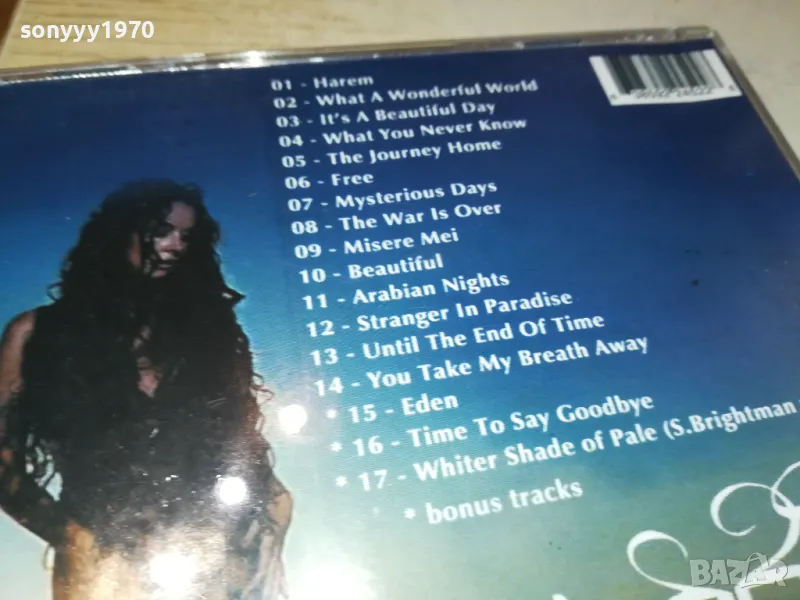 sonyyy1970
01 - Harem
02 - What A Wonderful World
03 - It's A Beautiful Day
04 - What You Never Know
05 - The Journey Home
06 - Free
07 - Mysterious Days
08 - The War Is Over
09 - Misere Mei
10 - Beautiful
11 - Arabian Nights
12 - Stranger In Paradise
13 - Until The End Of Time
14 - You Take My Breath Away
* 15 - Eden
* 16 - Time To Say Goodbye
* 17 - Whiter Shade of Pale (S.Brightman
* bonus tracks
BAZAR